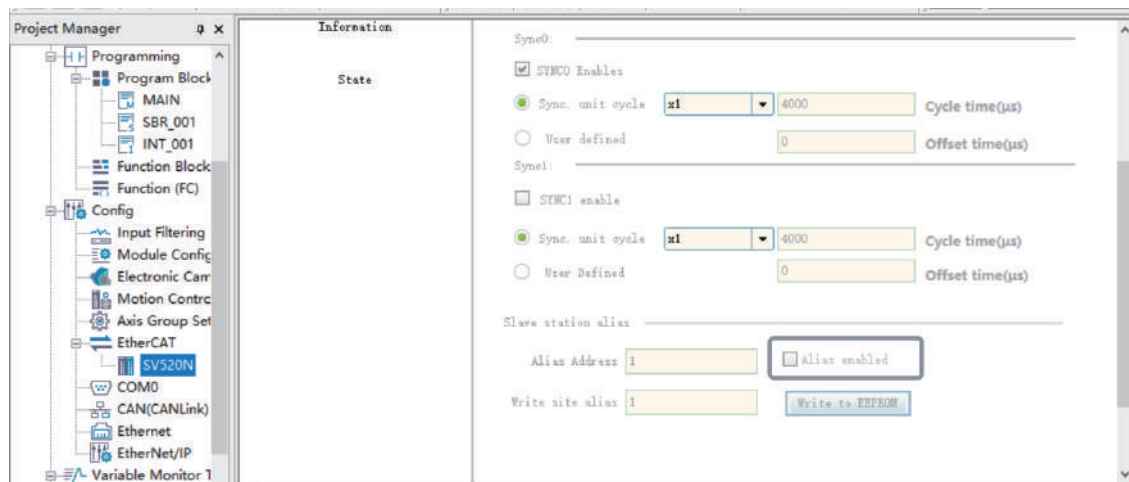 Project Manager
Programming
Program Block
MAIN
SBR_001
INT_001
Function Block
Function (FC)
Config
Input Filtering
Module Config
Electronic Cam
Motion Contro
Axis Group Set
EtherCAT
SV520N
COM0
CAN(CANLink)
Ethernet
EtherNet/IP
Variable Monitor T
Information
State
Sync0:
SYNC0 Enables
Sync. unit cycle x1 4000 Cycle time(μs)
User defined 0 Offset time(μs)
Sync1:
SYNC1 enable
Sync. unit cycle x1 4000 Cycle time(μs)
User Defined 0 Offset time(μs)
Slave station alias
Alias Address 1 Alias enabled
Write site alias 1 Write to EEPROM